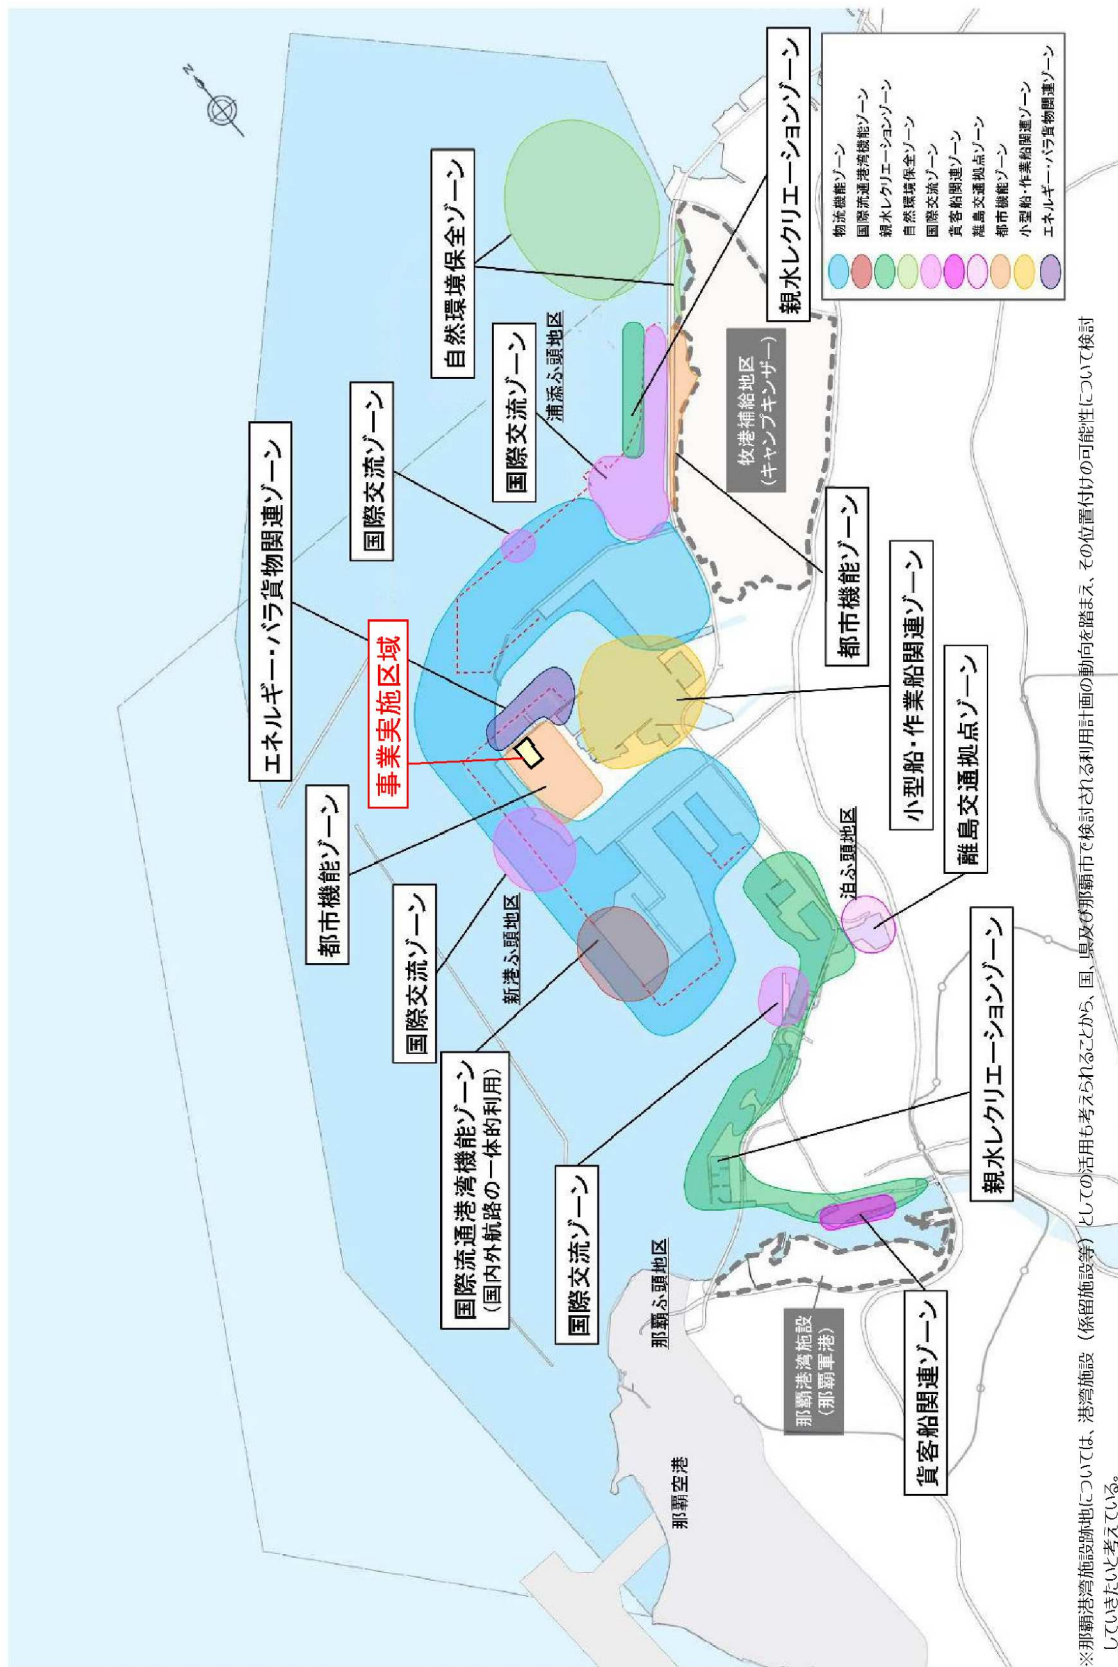 N
自然環境保全ゾーン
エネルギー・バラ貨物関連ゾーン
国際交流ゾーン
国際交流ゾーン
浦添ふ頭地区
親水レクリエーションゾーン
事業実施区域
都市機能ゾーン
国際交流ゾーン
新港ふ頭地区
国際流通港湾機能ゾーン
(国内外航路の一体的利用)
国際交流ゾーン
那覇ふ頭地区
那覇空港
牧港補給地区
(キャンプキンザー)
都市機能ゾーン
小型船・作業船関連ゾーン
泊ふ頭地区
離島交通拠点ゾーン
親水レクリエーションゾーン
那覇港湾施設
(那覇軍港)
貨客船関連ゾーン
物流機能ゾーン
国際流通港湾機能ゾーン
親水レクリエーションゾーン
自然環境保全ゾーン
国際交流ゾーン
貨客船関連ゾーン
離島交通拠点ゾーン
都市機能ゾーン
小型船・作業船関連ゾーン
エネルギー・バラ貨物関連ゾーン
※那覇港湾施設跡地については、港湾施設(係留施設等)としての活用も考えられることから、国、県及び那覇市で検討される利用計画の動向を踏まえ、その位置付けの可能性について検討
していきたいと考えている。